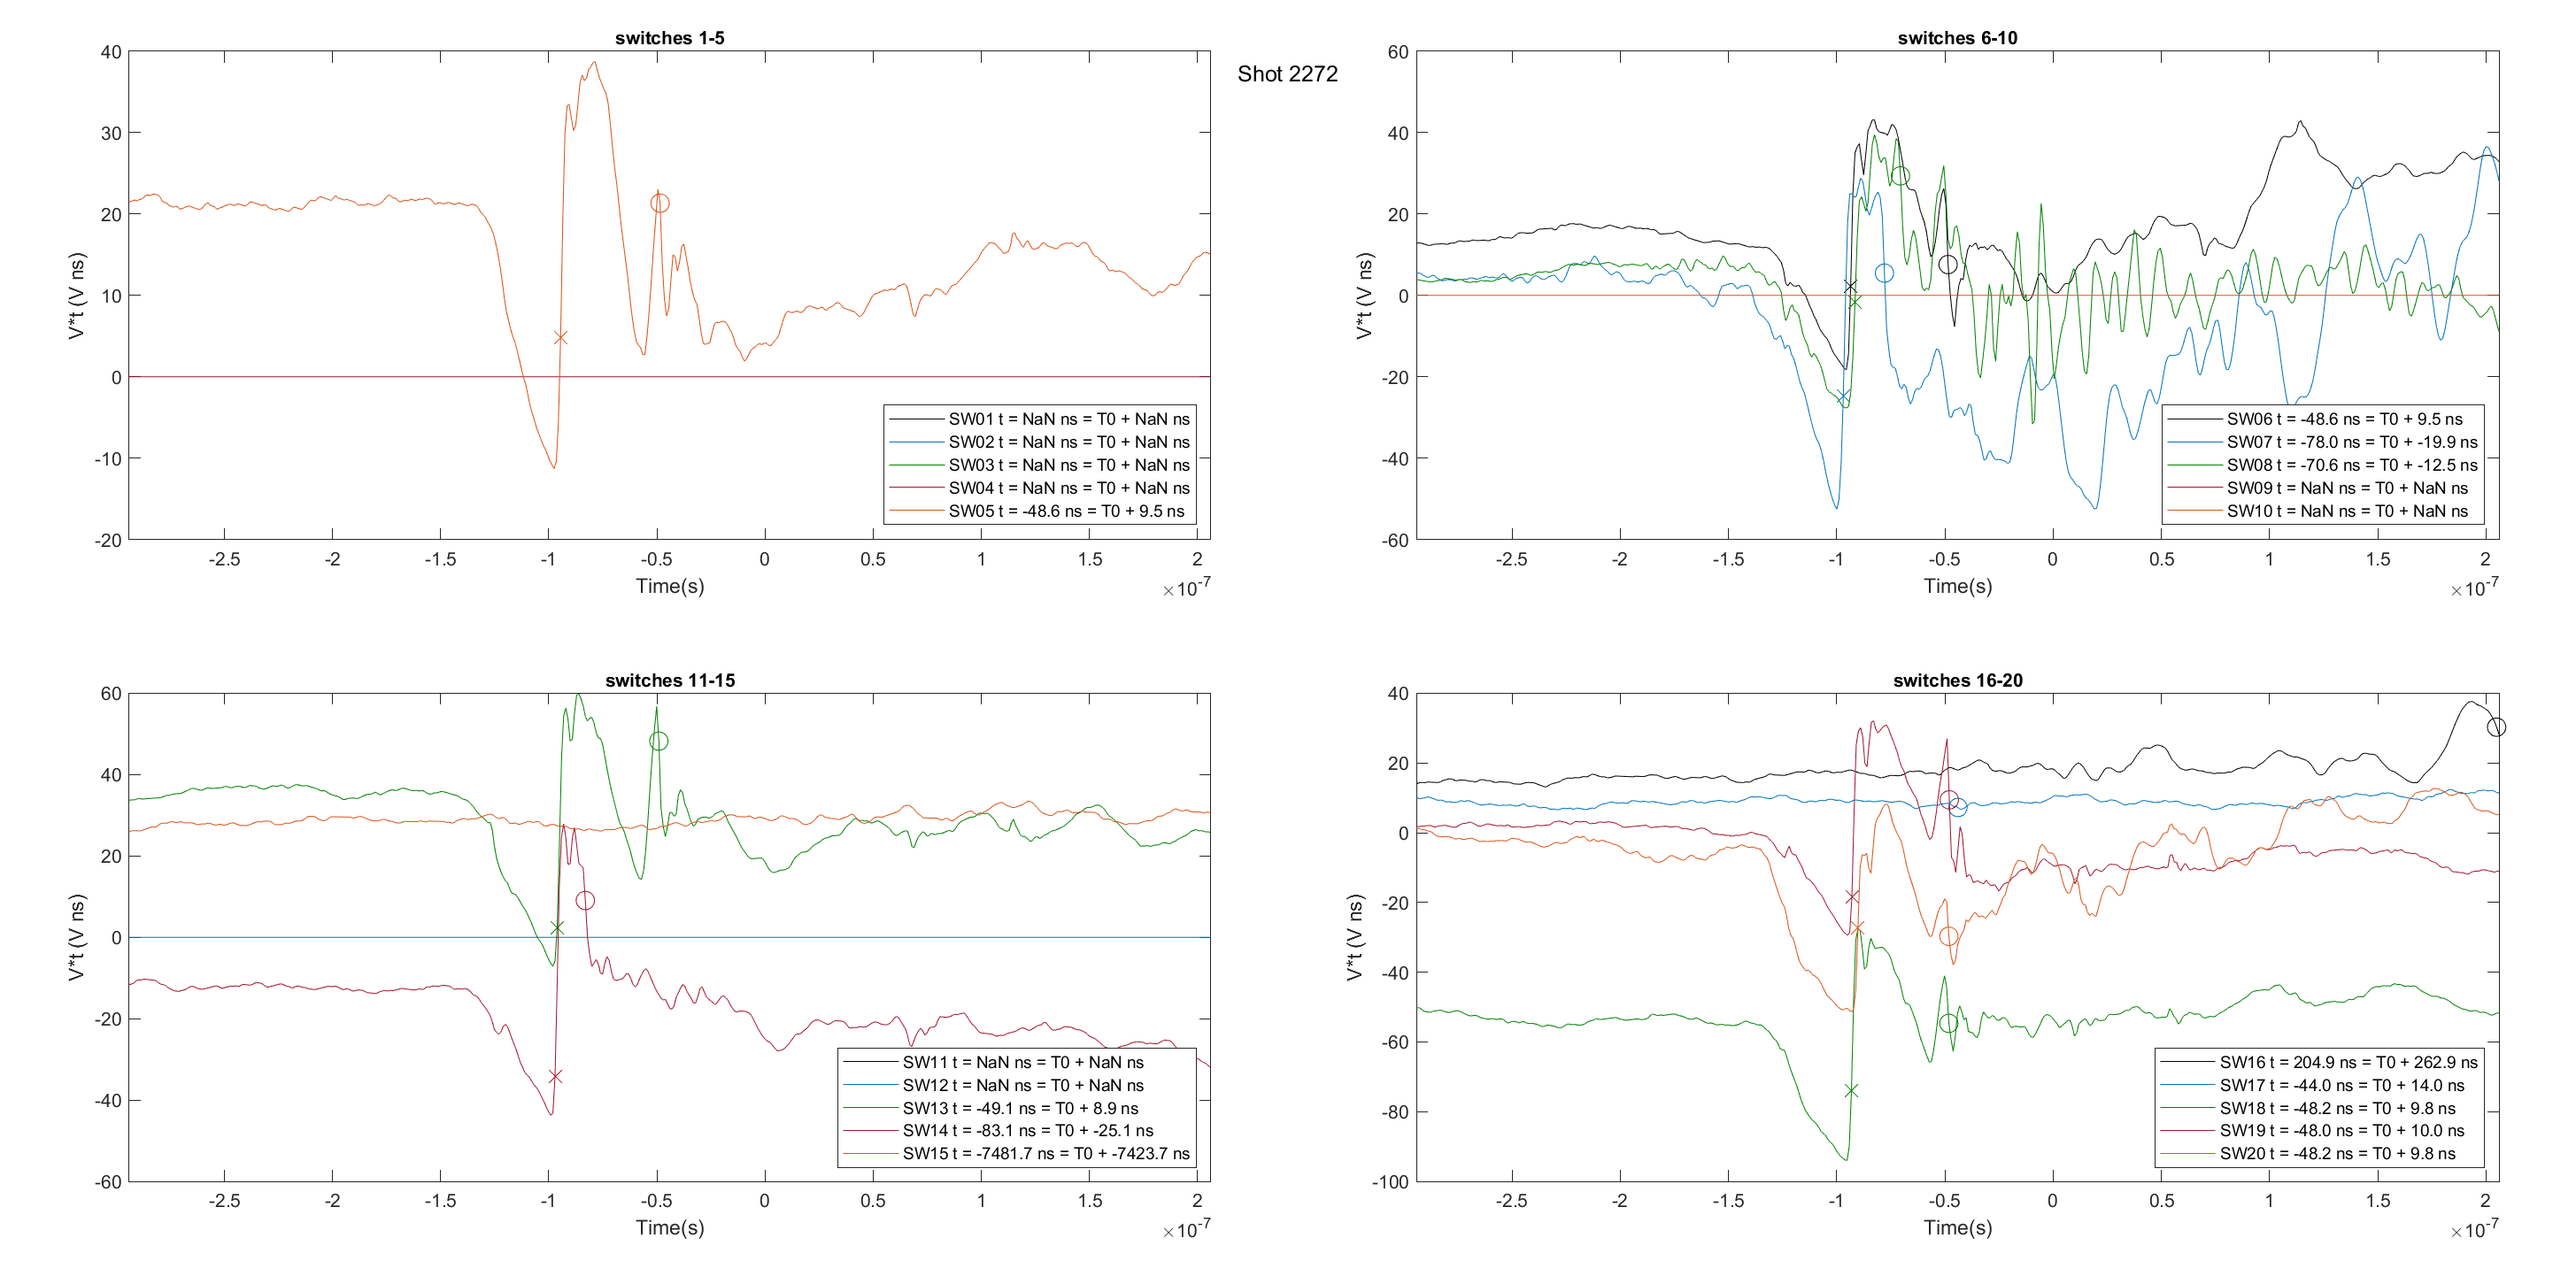 Shot 2272
switches 1-5
40
30
20
10
0
-10
-20
V*t (V ns)
-2.5 -2 -1.5 -1 -0.5 0 0.5 1 1.5 2
Time(s)
×10-7
SW01 t = NaN ns = T0 + NaN ns
SW02 t = NaN ns = T0 + NaN ns
SW03 t = NaN ns = T0 + NaN ns
SW04 t = NaN ns = T0 + NaN ns
SW05 t = -48.6 ns = T0 + 9.5 ns
switches 6-10
60
40
20
0
-20
-40
-60
V*t (V ns)
-2.5 -2 -1.5 -1 -0.5 0 0.5 1 1.5 2
Time(s)
×10-7
SW06 t = -48.6 ns = T0 + 9.5 ns
SW07 t = -78.0 ns = T0 + -19.9 ns
SW08 t = -70.6 ns = T0 + -12.5 ns
SW09 t = NaN ns = T0 + NaN ns
SW10 t = NaN ns = T0 + NaN ns
switches 11-15
60
40
20
0
-20
-40
-60
V*t (V ns)
-2.5 -2 -1.5 -1 -0.5 0 0.5 1 1.5 2
Time(s)
×10-7
SW11 t = NaN ns = T0 + NaN ns
SW12 t = NaN ns = T0 + NaN ns
SW13 t = -49.1 ns = T0 + 8.9 ns
SW14 t = -83.1 ns = T0 + -25.1 ns
SW15 t = -7481.7 ns = T0 + -7423.7 ns
switches 16-20
40
20
0
-20
-40
-60
-80
-100
V*t (V ns)
-2.5 -2 -1.5 -1 -0.5 0 0.5 1 1.5 2
Time(s)
×10-7
SW16 t = 204.9 ns = T0 + 262.9 ns
SW17 t = -44.0 ns = T0 + 14.0 ns
SW18 t = -48.2 ns = T0 + 9.8 ns
SW19 t = -48.0 ns = T0 + 10.0 ns
SW20 t = -48.2 ns = T0 + 9.8 ns